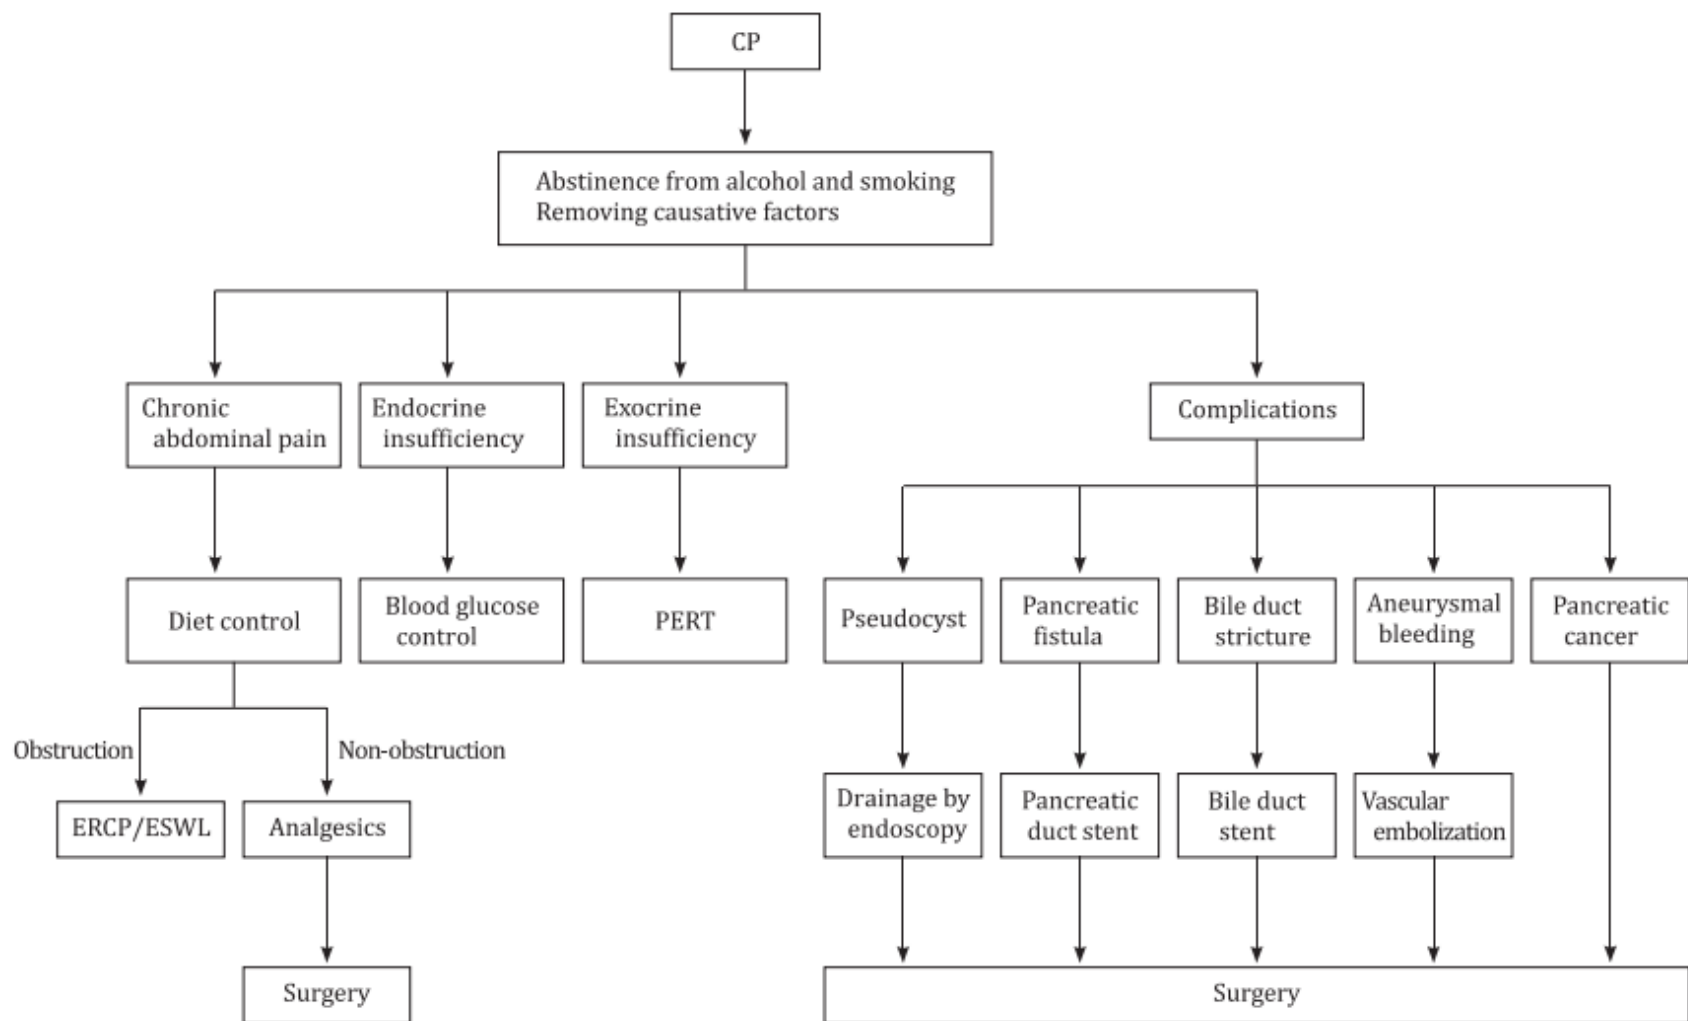 CP
Abstinence from alcohol and smoking
Removing causative factors
Chronic
abdominal pain
Endocrine
insufficiency
Exocrine
insufficiency
Complications
Diet control
Blood glucose
control
PERT
Pseudocyst
Pancreatic
fistula
Bile duct
stricture
Aneurysmal
bleeding
Pancreatic
cancer
Obstruction
Non-obstruction
ERCP/ESWL
Analgesics
Drainage by
endoscopy
Pancreatic
duct stent
Bile duct
stent
Vascular
embolization
Surgery
Surgery